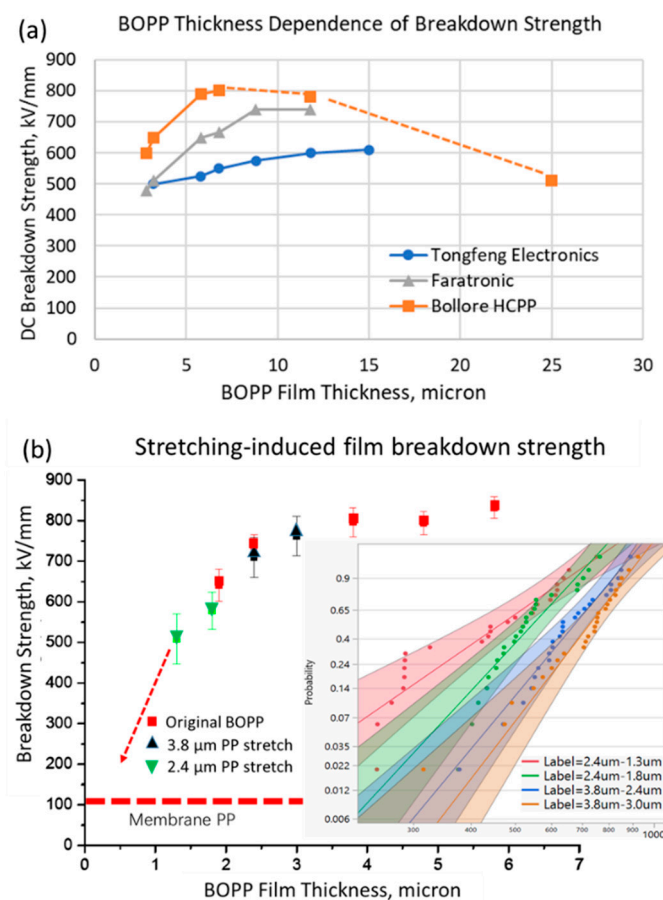 (a)
BOPP Thickness Dependence of Breakdown Strength
DC Breakdown Strength, kV/mm
900
800
700
600
500
400
300
200
100
0
Tongfeng Electronics
Faratronic
Bollore HCPP
0 5 10 15 20 25 30
BOPP Film Thickness, micron
(b)
Stretching-induced film breakdown strength
Breakdown Strength, kV/mm
900
800
700
600
500
400
300
200
100
0
Original BOPP
3.8 µm PP stretch
2.4 µm PP stretch
Membrane PP
Probability
0.9
0.65
0.4
0.24
0.14
0.07
0.035
0.022
0.012
0.006
Label=2.4um-1.3um
Label=2.4um-1.8um
Label=3.8um-2.4um
Label=3.8um-3.0um
300 400 500 600 700 800 1000
0 1 2 3 4 5 6 7
BOPP Film Thickness, micron